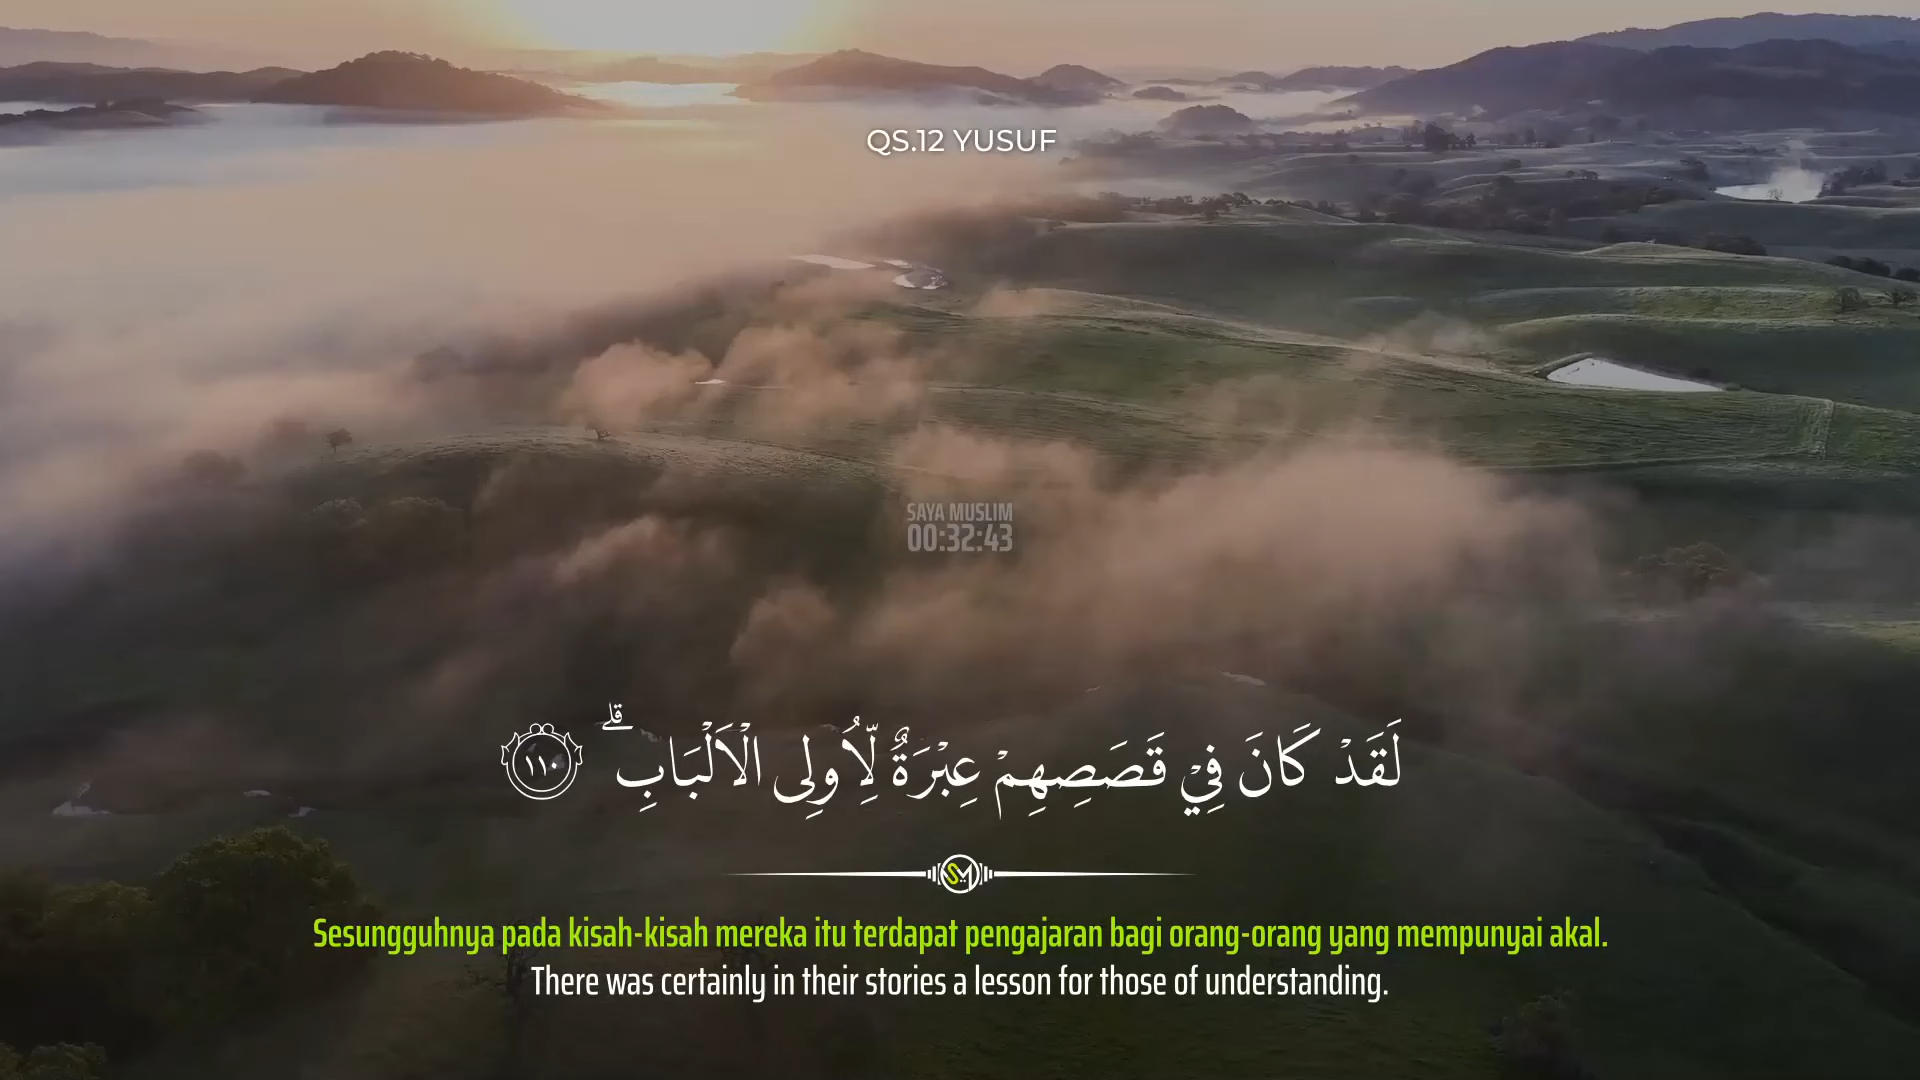 QS.12 YUSUF
SAYA MUSLIM
00:32:43
لَقَدْ كَانَ فِيْ قَصَصِهِمْ عِبْرَةٌ لِّاُولِى الْاَلْبَابِۗ ١١٠
SM
Sesungguhnya pada kisah-kisah mereka itu terdapat pengajaran bagi orang-orang yang mempunyai akal.
There was certainly in their stories a lesson for those of understanding.